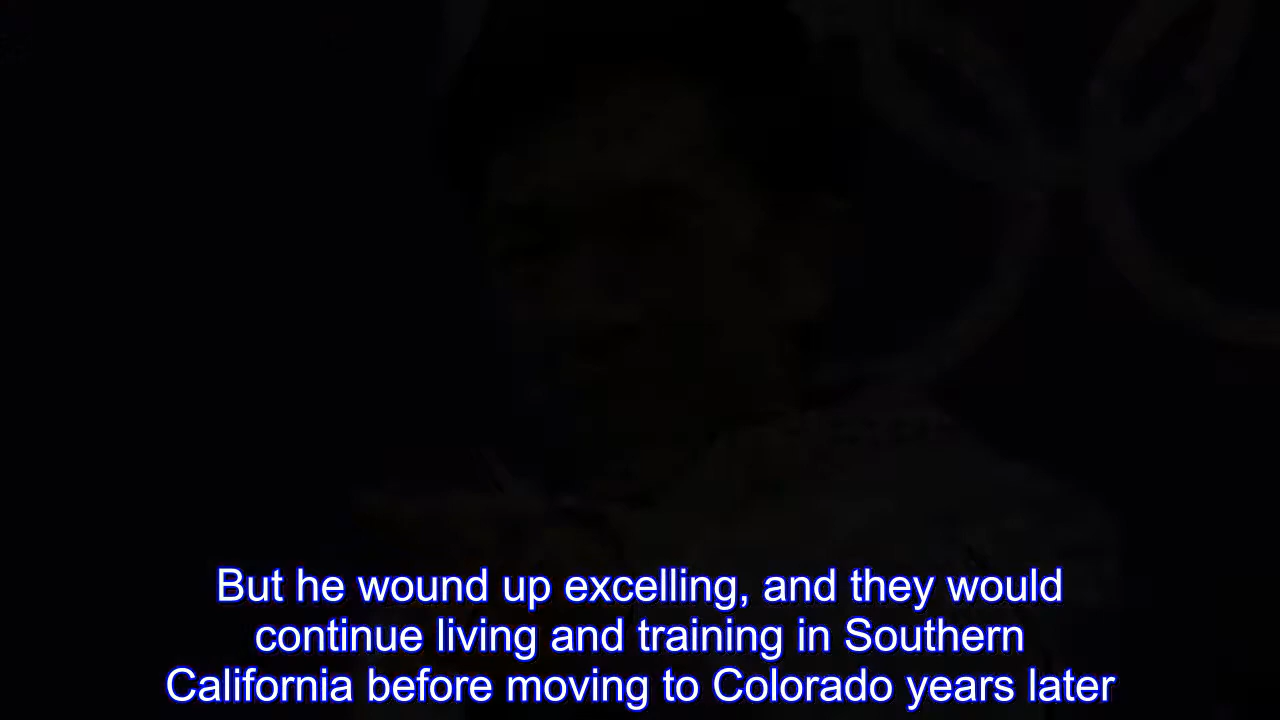 But he wound up excelling, and they would
continue living and training in Southern
California before moving to Colorado years later